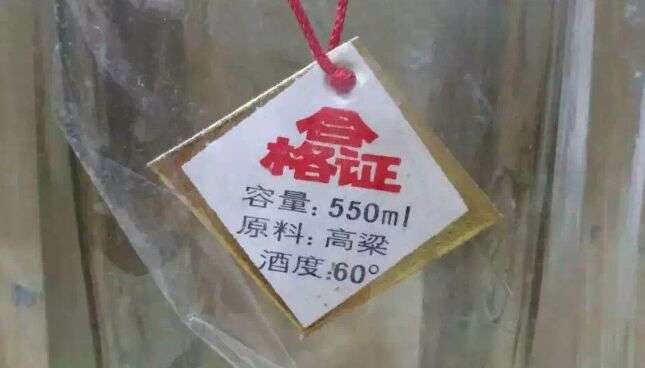 合
格证
容量:550ml
原料:高粱
酒度:60°